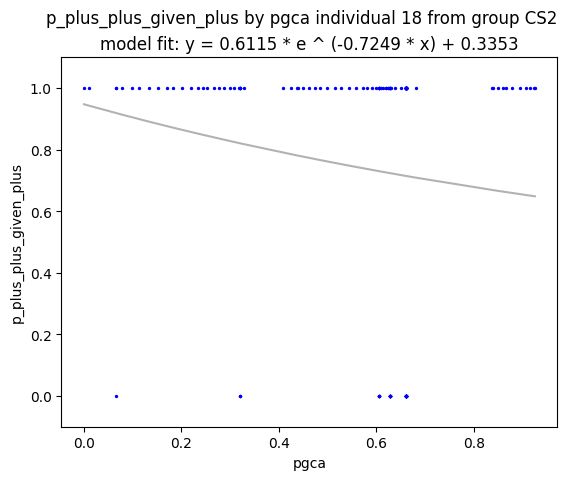 p_plus_plus_given_plus by pgca individual 18 from group CS2
model fit: y = 0.6115 * e ^ (-0.7249 * x) + 0.3353
1.0
0.8
0.6
0.4
0.2
0.0
p_plus_plus_given_plus
0.0 0.2 0.4 0.6 0.8
pgca